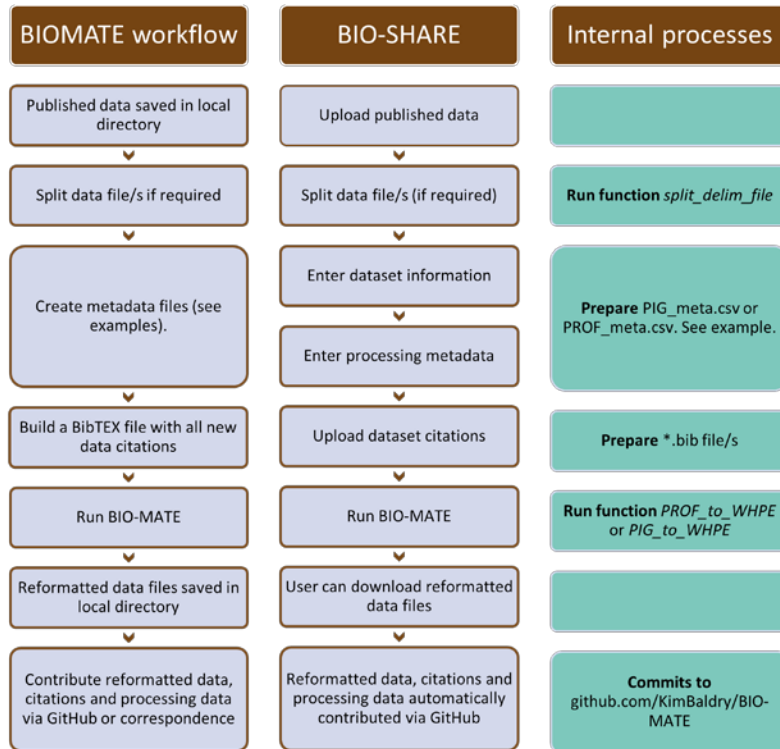 BIOMATE workflow
Published data saved in local
directory
Split data file/s if required
Create metadata files (see
examples).
Build a BibTEX file with all new
data citations
Run BIO-MATE
Reformatted data files saved in
local directory
Contribute reformatted data,
citations and processing data
via GitHub or correspondence
BIO-SHARE
Upload published data
Split data file/s (if required)
Enter dataset information
Enter processing metadata
Upload dataset citations
Run BIO-MATE
User can download reformatted
data files
Reformatted data, citations and
processing data automatically
contributed via GitHub
Internal processes
Run function split_delim_file
Prepare PIG_meta.csv or
PROF_meta.csv. See example.
Prepare *.bib file/s
Run function PROF_to_WHPE
or PIG_to_WHPE
Commits to
github.com/KimBaldry/BIO-
MATE